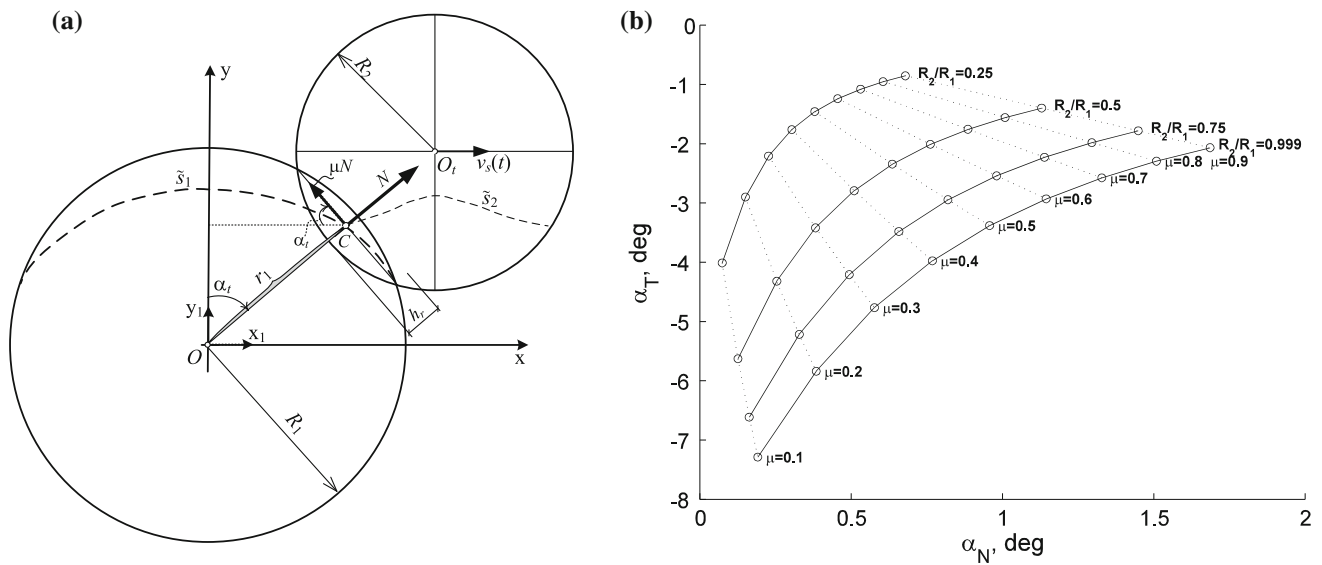 (a)
y
R₂
Oₜ
vₛ(t)
μN
N
s̃₁
s̃₂
αₜ
C
r₁
αₜ
hᵣ
y₁
x₁
O
x
R₁
(b)
0
-1
-2
-3
-4
-5
-6
-7
-8
α_T, deg
R₂/R₁=0.25
R₂/R₁=0.5
R₂/R₁=0.75
R₂/R₁=0.999
μ=0.8 μ=0.9
μ=0.7
μ=0.6
μ=0.5
μ=0.4
μ=0.3
μ=0.2
μ=0.1
0 0.5 1 1.5 2
α_N, deg